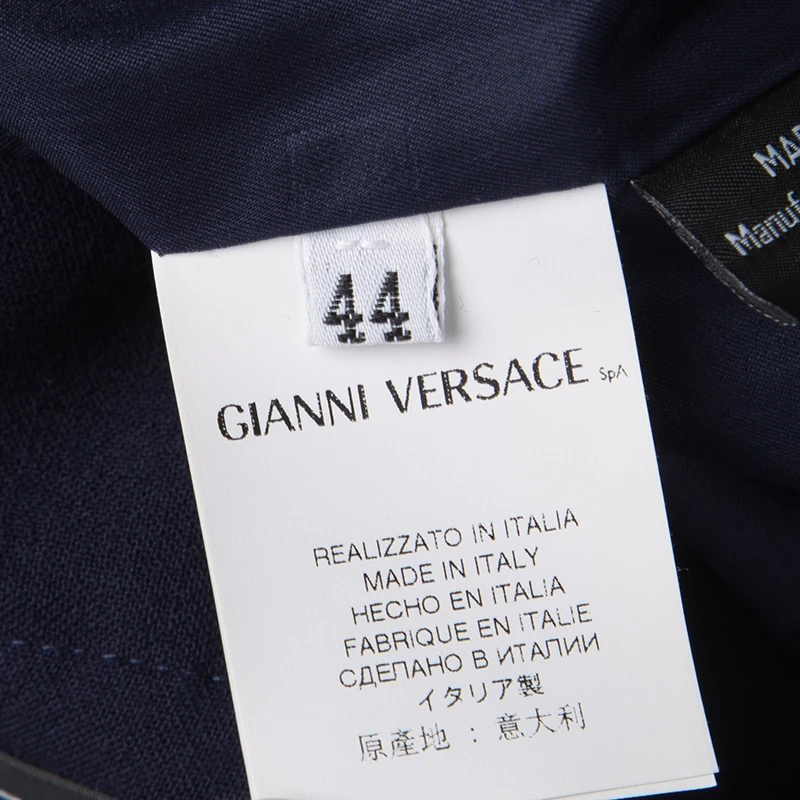 44
GIANNI VERSACE SpA
REALIZZATO IN ITALIA
MADE IN ITALY
HECHO EN ITALIA
FABRIQUE EN ITALIE
СДЕЛАНО В ИТАЛИИ
イタリア製
原產地 : 意大利